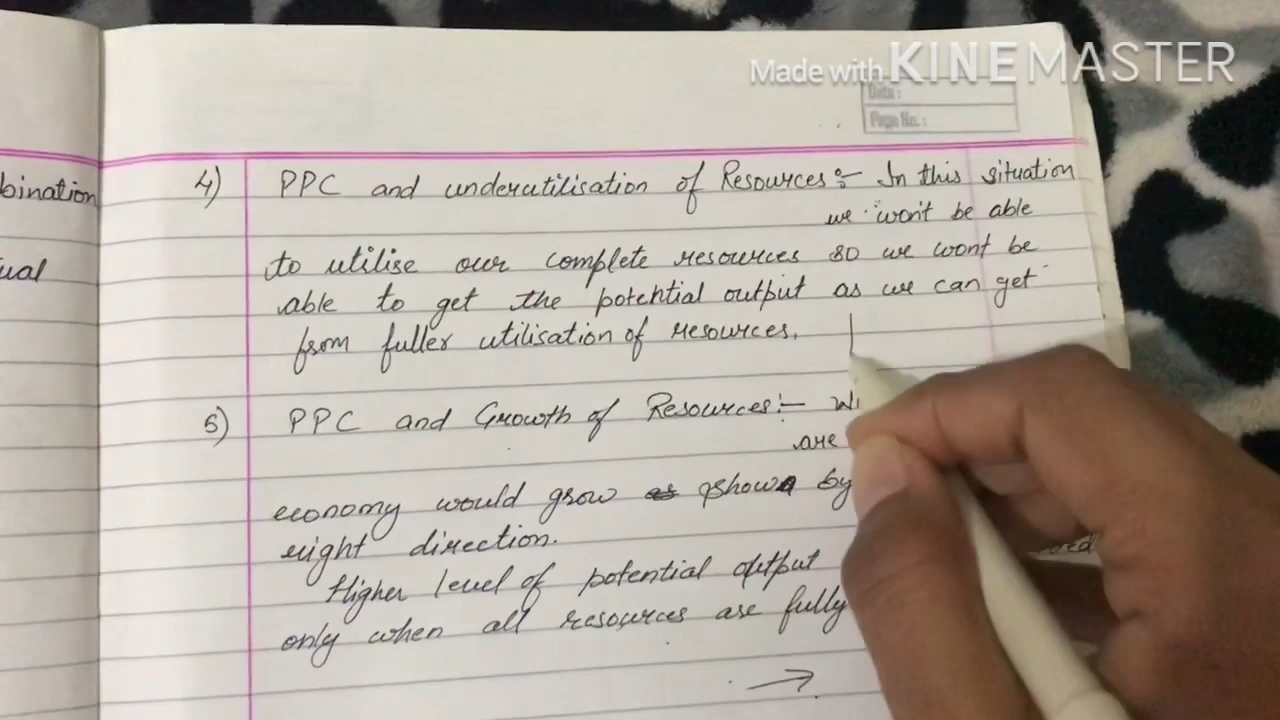 Made with KINEMASTER
Date :
Page No. :
bination
ual
4) PPC and underutilisation of Resources :- In this situation
we won't be able
to utilise our complete resources so we wont be
able to get the potential output as we can get
from fuller utilisation of resources.
5) PPC and Growth of Resources :-
are
economy would grow as show by
right direction.
Higher level of potential output
only when all resources are fully